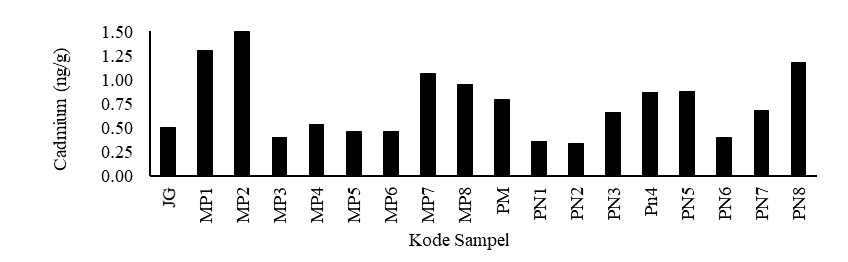 Cadmium (ng/g)
1.50
1.25
1.00
0.75
0.50
0.25
0.00
JG MP1 MP2 MP3 MP4 MP5 MP6 MP7 MP8 PM PN1 PN2 PN3 Pn4 PN5 PN6 PN7 PN8
Kode Sampel